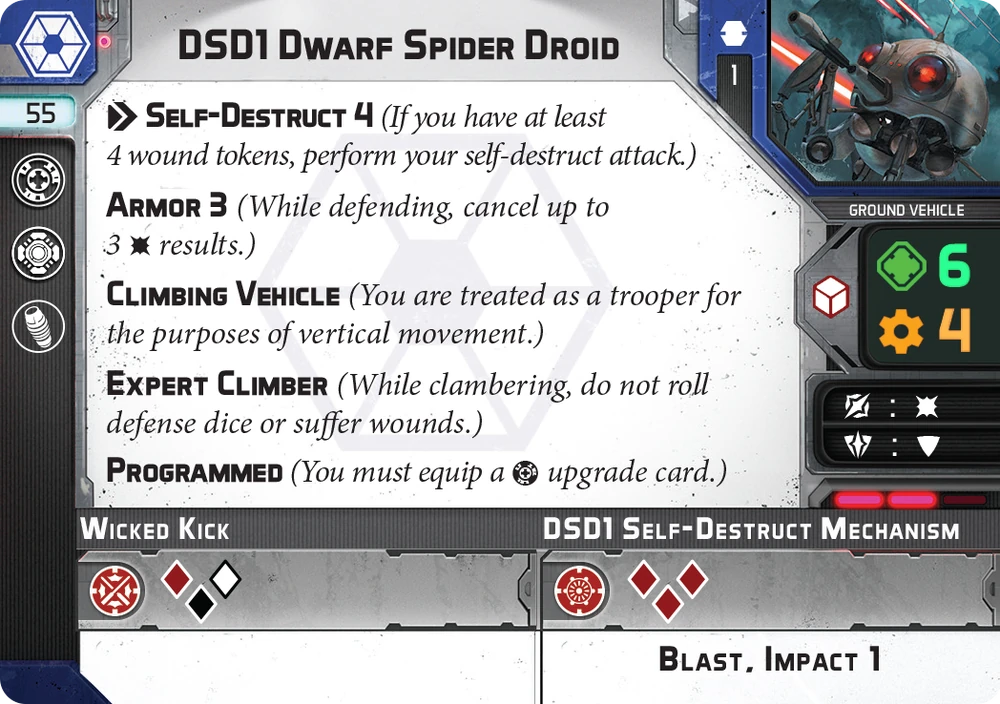 DSD1 Dwarf Spider Droid
1
55
Self-Destruct 4 (If you have at least
4 wound tokens, perform your self-destruct attack.)
Armor 3 (While defending, cancel up to
3 results.)
Climbing Vehicle (You are treated as a trooper for
the purposes of vertical movement.)
Expert Climber (While clambering, do not roll
defense dice or suffer wounds.)
Programmed (You must equip a upgrade card.)
GROUND VEHICLE
6
4
:
:
Wicked Kick
DSD1 Self-Destruct Mechanism
Blast, Impact 1